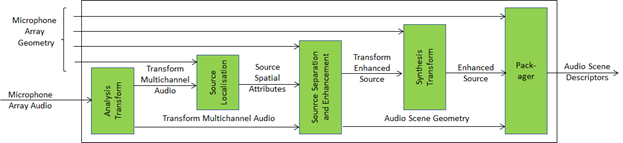 Microphone
Array
Geometry
Microphone
Array Audio
Analysis
Transform
Transform
Multichannel
Audio
Source
Localisation
Source
Spatial
Attributes
Transform Multichannel Audio
Sounrce Separation
and Enhancement
Transform
Enhanced
Source
Audio Scene Geometry
Synthesis
Transform
Enhanced
Source
Pack-
ager
Audio Scene
Descriptors